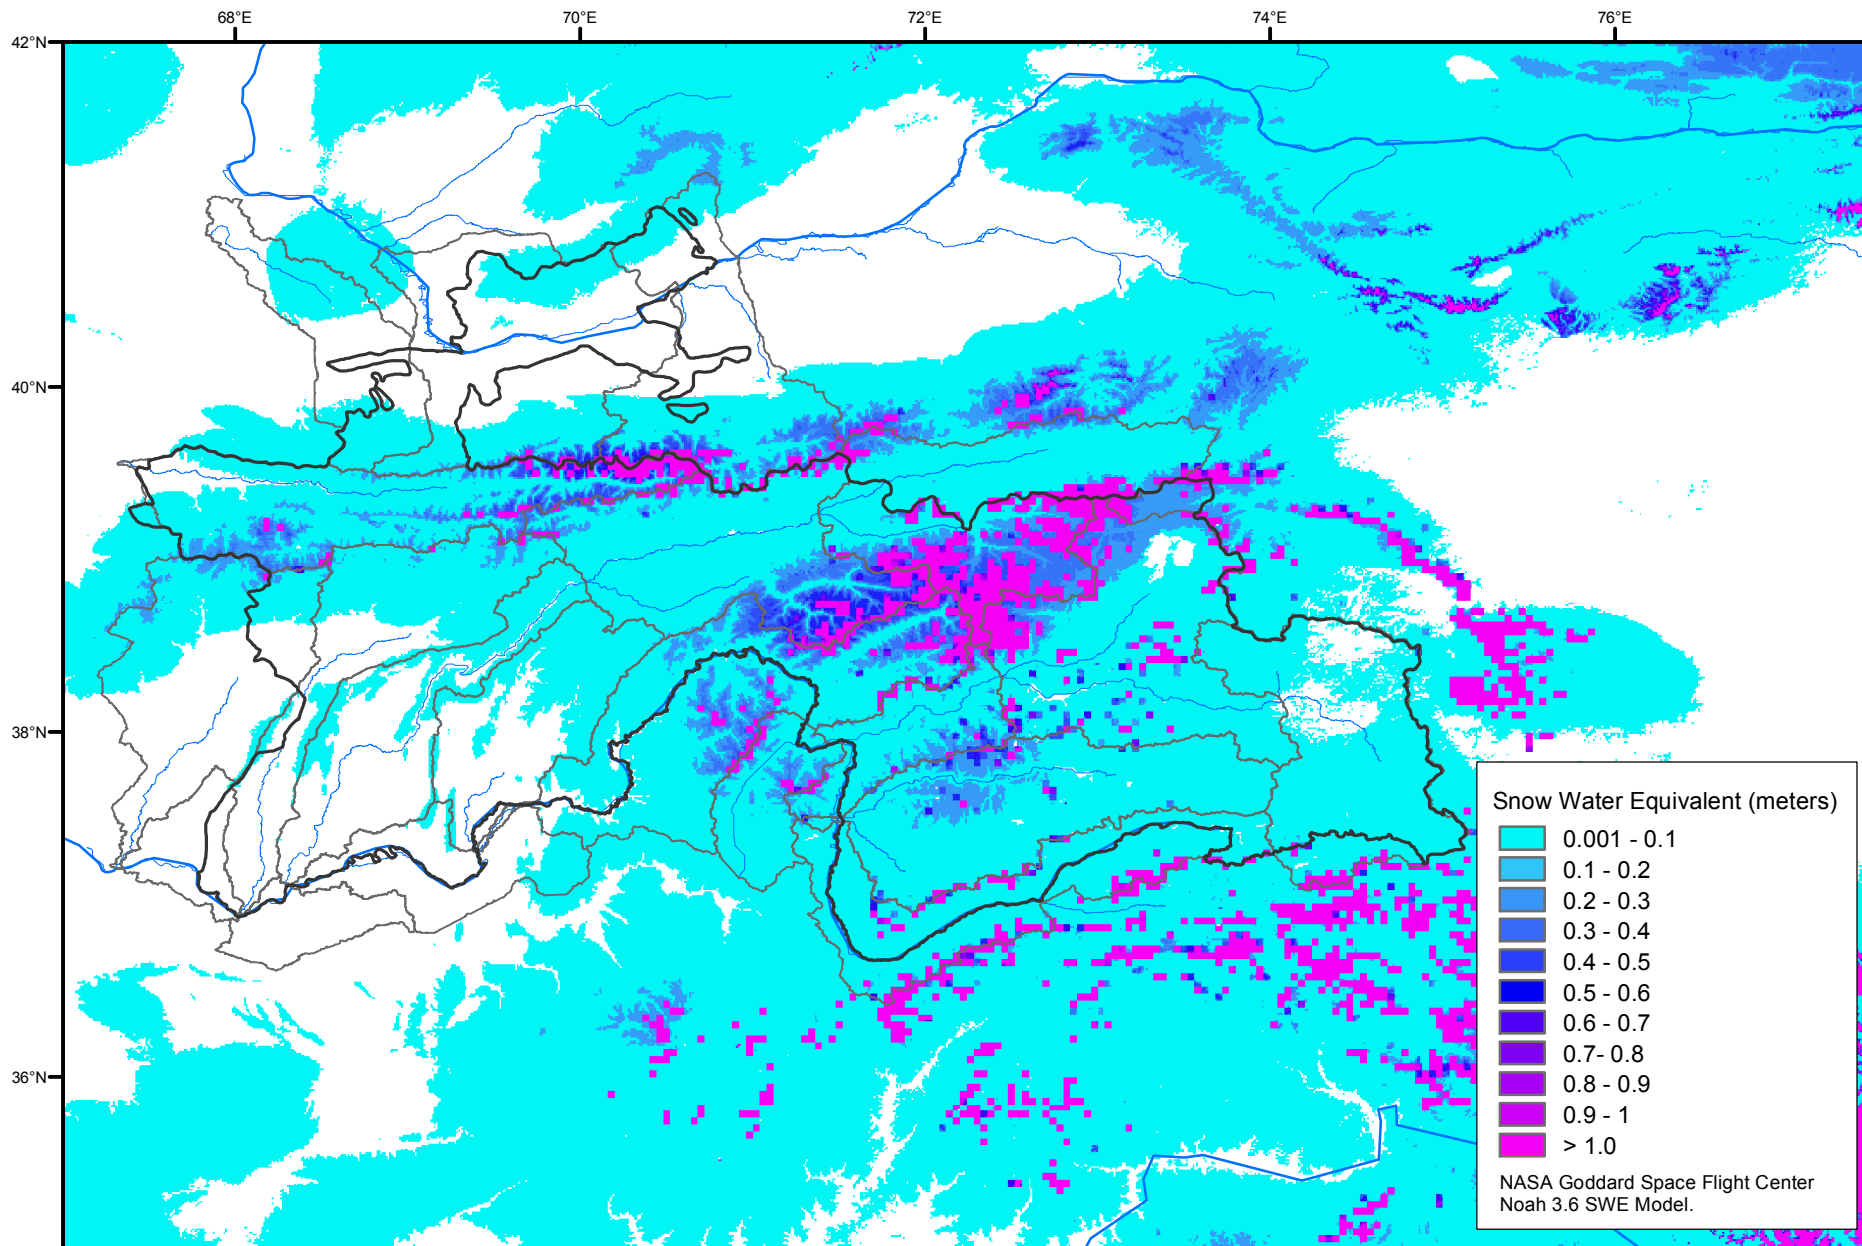 68°E
70°E
72°E
74°E
76°E
42°N
40°N
38°N
36°N
Snow Water Equivalent (meters)
0.001 - 0.1
0.1 - 0.2
0.2 - 0.3
0.3 - 0.4
0.4 - 0.5
0.5 - 0.6
0.6 - 0.7
0.7- 0.8
0.8 - 0.9
0.9 - 1
> 1.0
NASA Goddard Space Flight Center
Noah 3.6 SWE Model.